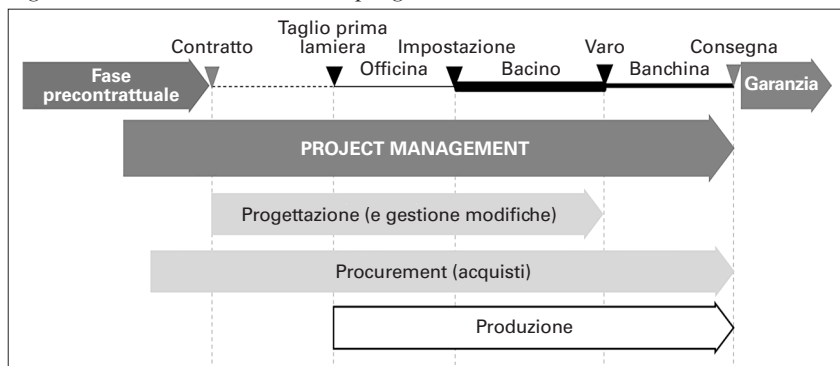 Taglio prima
Contratto lamiera Impostazione Varo Consegna
Fase
precontrattuale
Officina Bacino Banchina
Garanzia
PROJECT MANAGEMENT
Progettazione (e gestione modifiche)
Procurement (acquisti)
Produzione